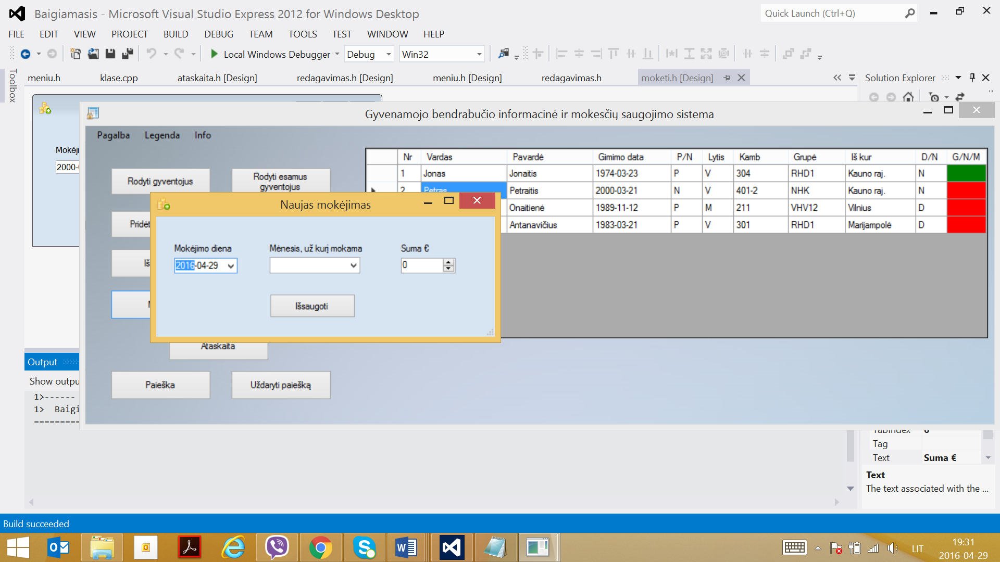 Baigiamasis - Microsoft Visual Studio Express 2012 for Windows Desktop
Quick Launch (Ctrl+Q)
FILE EDIT VIEW PROJECT BUILD DEBUG TEAM TOOLS TEST WINDOW HELP
Local Windows Debugger Debug Win32
Toolbox
meniu.h klase.cpp ataskaita.h [Design] redagavimas.h [Design] meniu.h [Design] redagavimas.h moketi.h [Design]
Solution Explorer
Mokėji
2000-
Gyvenamojo bendrabučio informacinė ir mokesčių saugojimo sistema
Pagalba Legenda Info
Rodyti gyventojus
Rodyti esamus
gyventojus
Nr Vardas Pavardė Gimimo data P/N Lytis Kamb Grupė Iš kur D/N G/N/M
1 Jonas Jonaitis 1974-03-23 P V 304 RHD1 Kauno raj. N
2 Petras Petraitis 2000-03-21 N V 401-2 NHK Kauno raj. N
Onaitienė 1989-11-12 P M 211 VHV12 Vilnius D
Antanavičius 1983-03-21 P V 301 RHD1 Marijampolė D
Pridėt
Iš
Naujas mokėjimas
Mokėjimo diena Mėnesis, už kurį mokama Suma €
2016-04-29 0
Išsaugoti
Ataskaita
Paieška Uždaryti paiešką
Output
Show outpu
1>------
1> Baigi
==========
TabIndex
Tag
Text Suma €
Text
The text associated with the ...
Build succeeded
LIT
19:31
2016-04-29